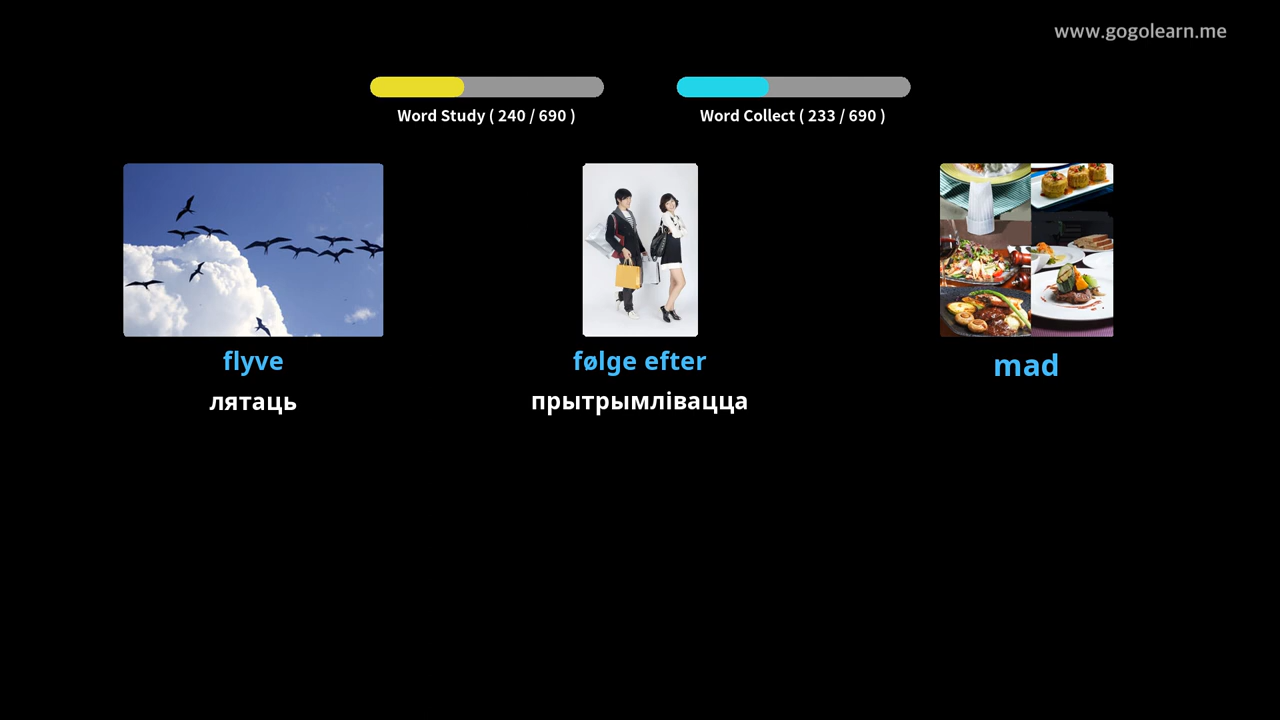 www.gogolearn.me
Word Study ( 240 / 690 )
Word Collect ( 233 / 690 )
flyve
følge efter
mad
лятаць
прытрымлівацца